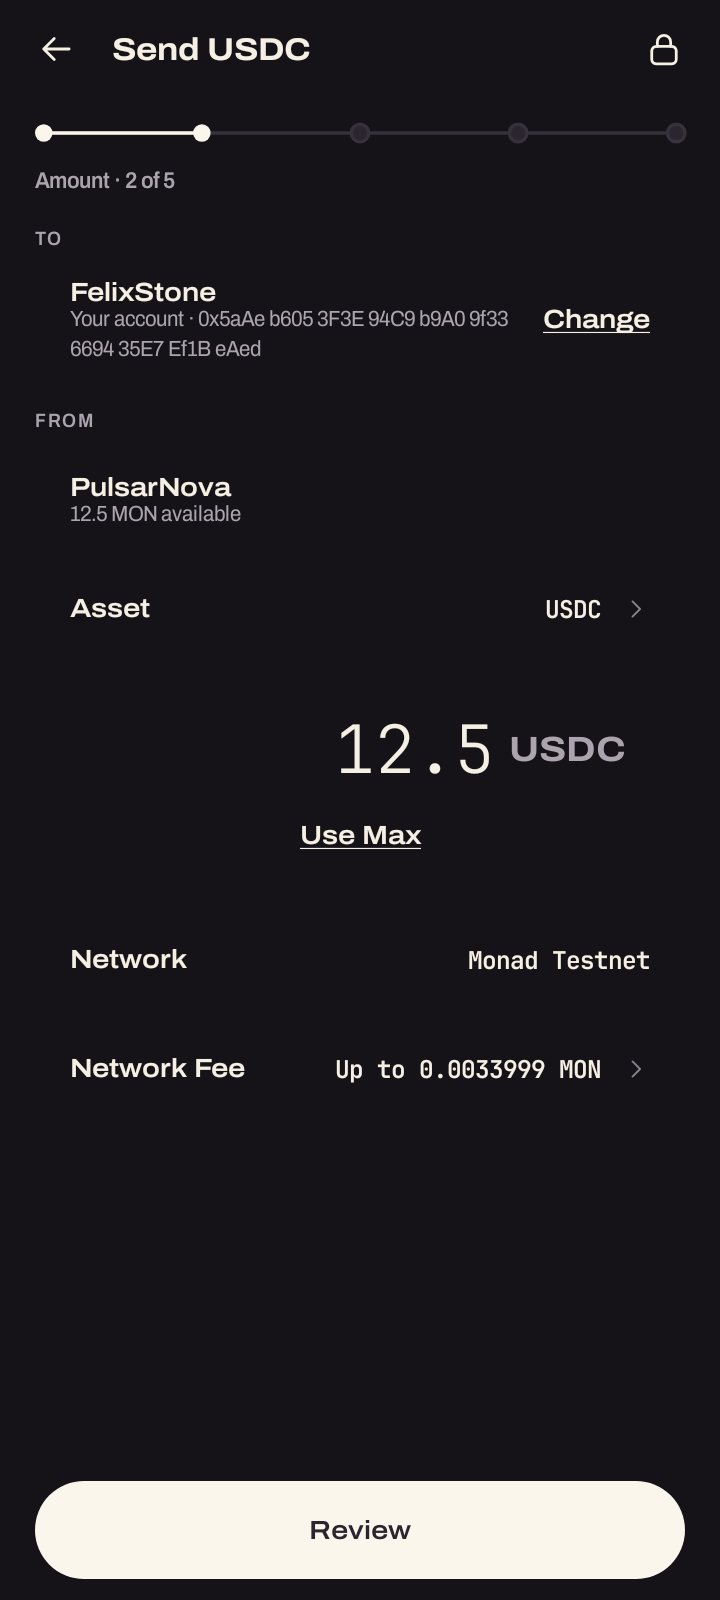 Send USDC
Amount · 2 of 5
TO
FelixStone
Your account · 0x5aAe b605 3F3E 94C9 b9A0 9f33
6694 35E7 Ef1B eAed
Change
FROM
PulsarNova
12.5 MON available
Asset
USDC
12.5 USDC
Use Max
Network
Monad Testnet
Network Fee
Up to 0.0033999 MON
Review